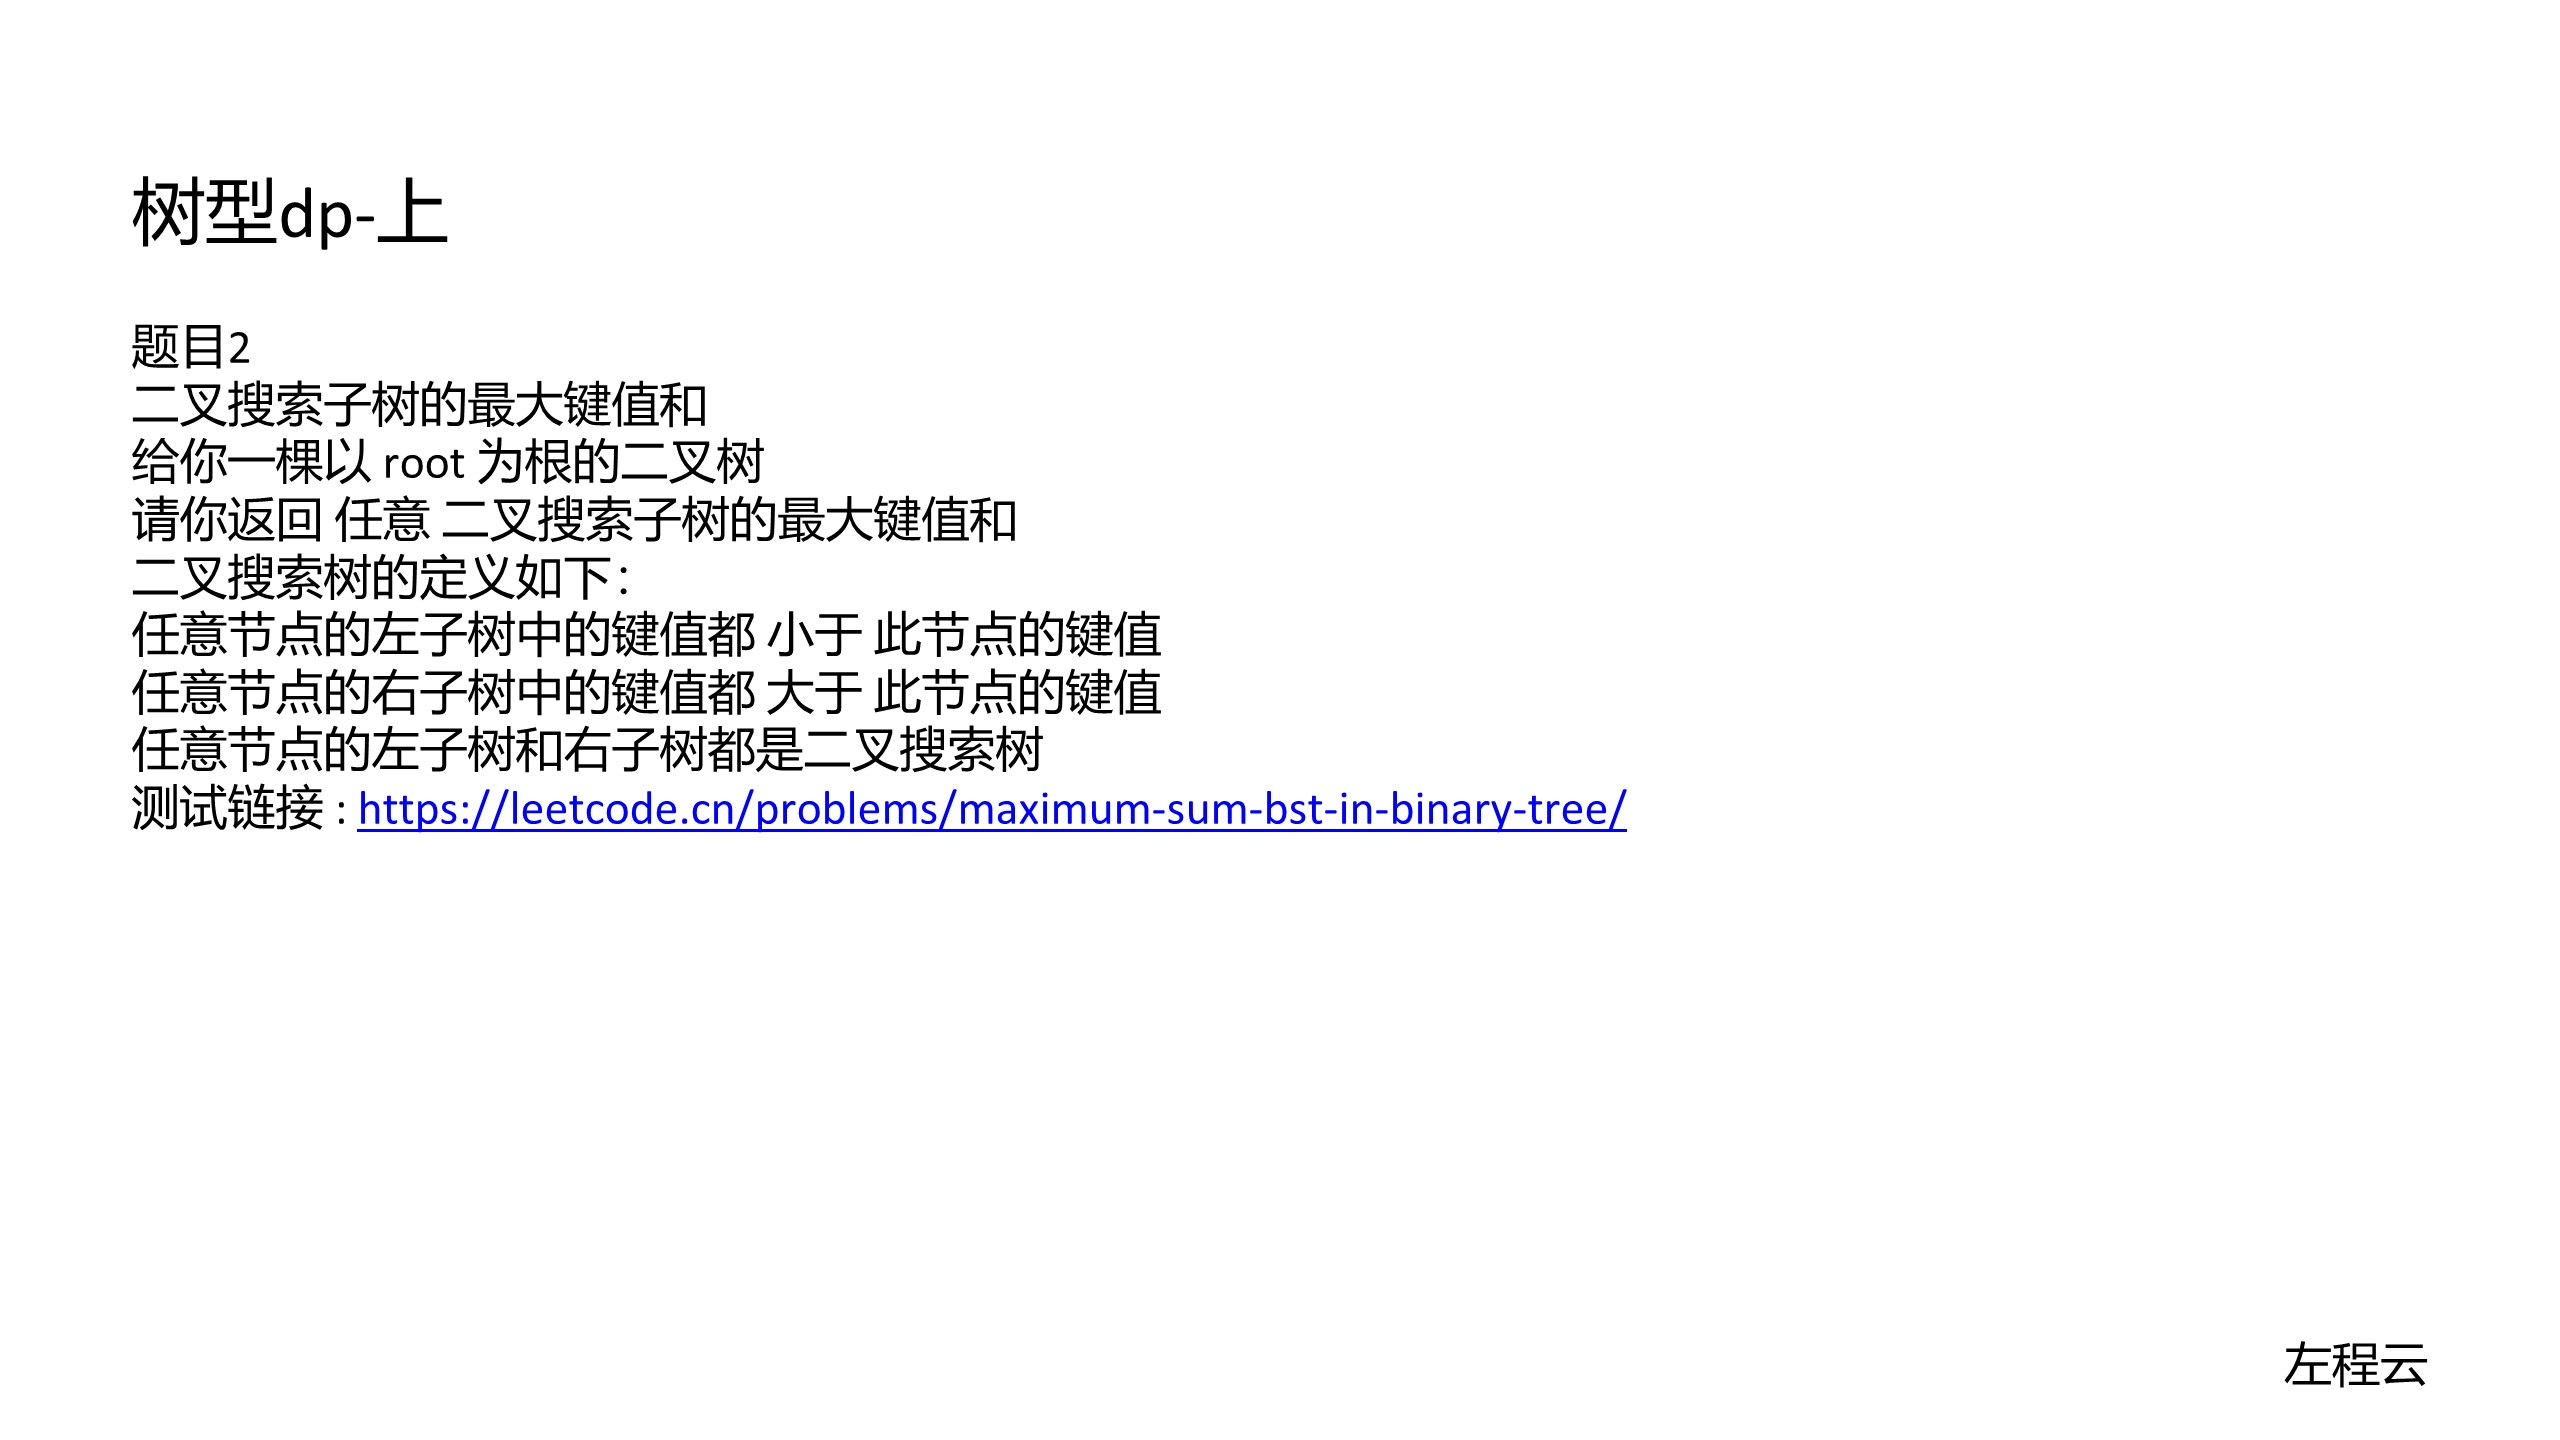 树型dp-上
题目2
二叉搜索子树的最大键值和
给你一棵以 root 为根的二叉树
请你返回 任意 二叉搜索子树的最大键值和
二叉搜索树的定义如下 :
任意节点的左子树中的键值都 小于 此节点的键值
任意节点的右子树中的键值都 大于 此节点的键值
任意节点的左子树和右子树都是二叉搜索树
测试链接 : https://leetcode.cn/problems/maximum-sum-bst-in-binary-tree/
左程云